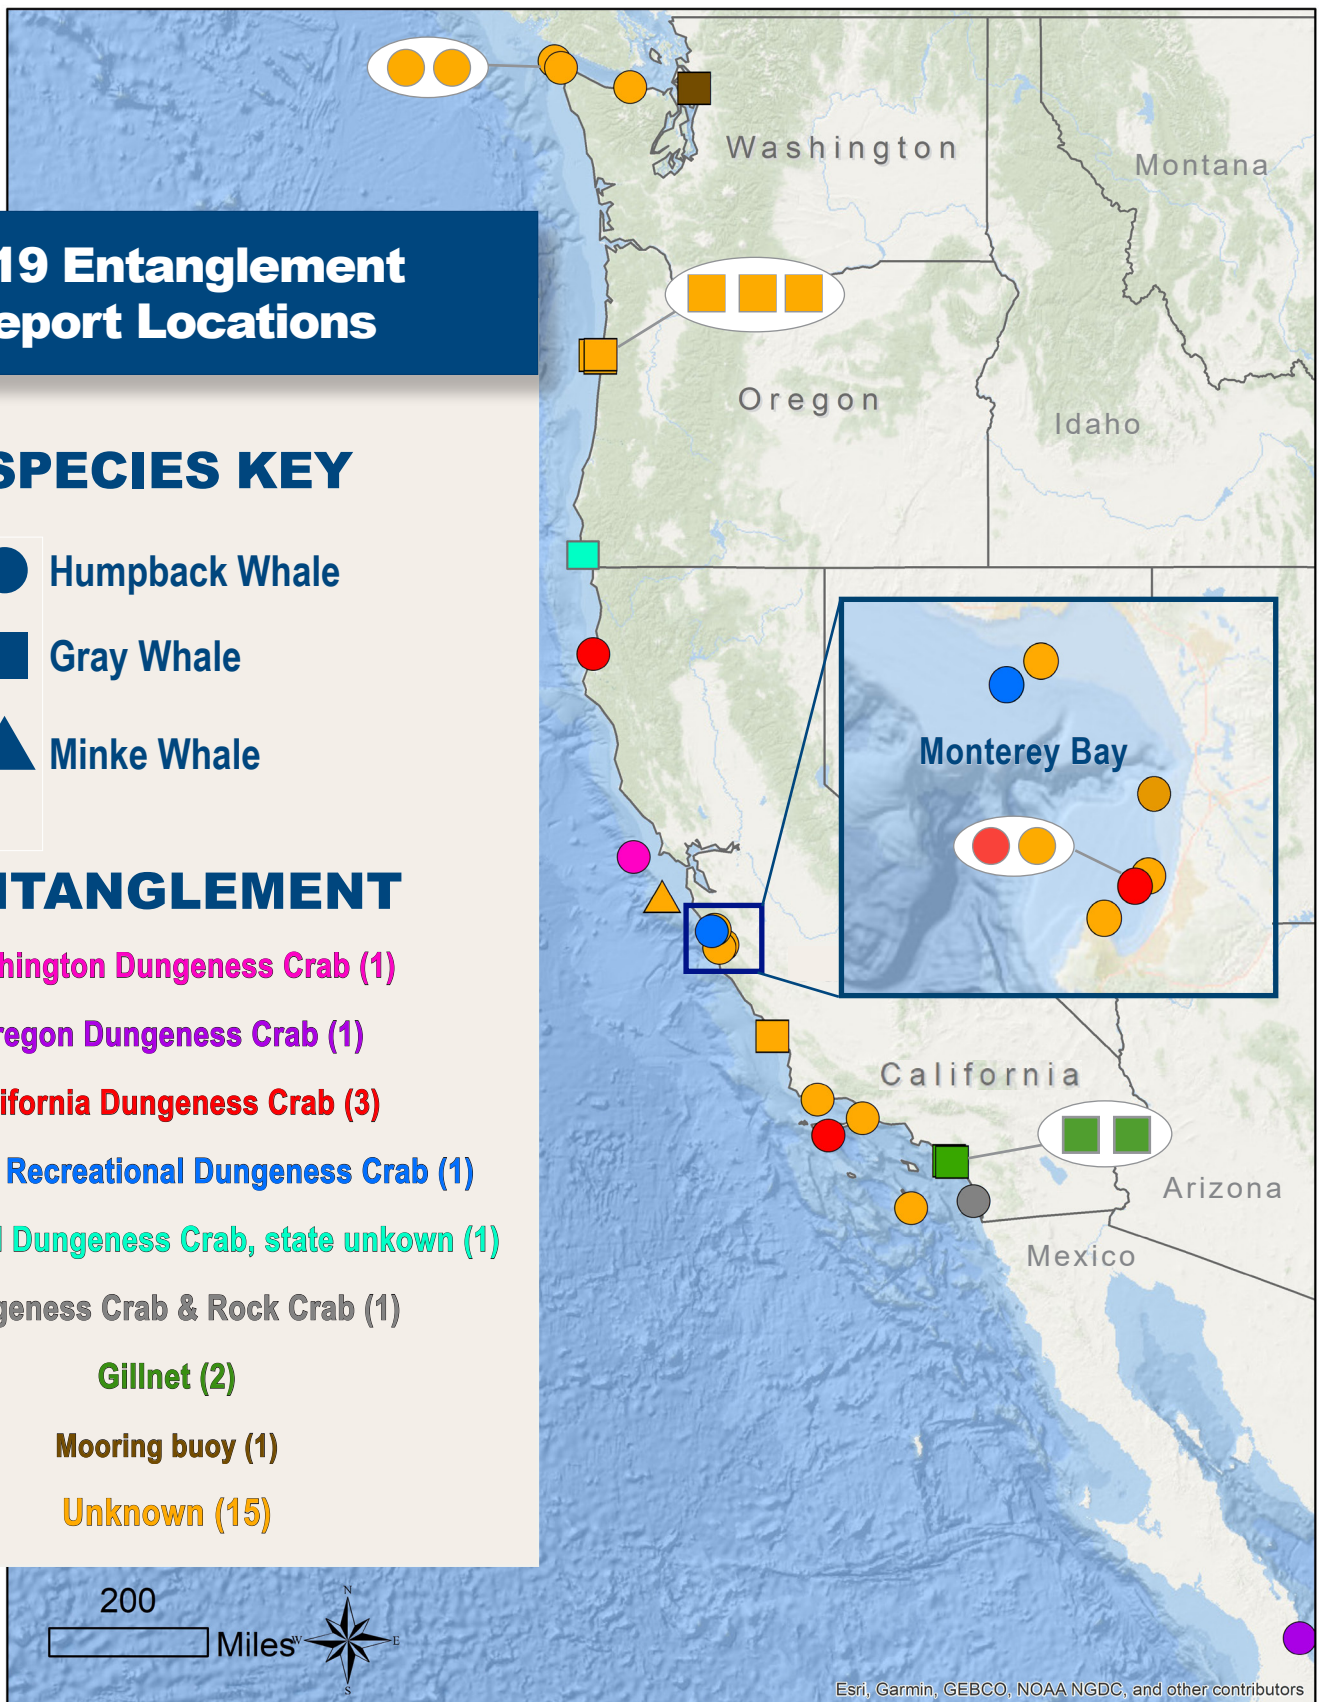 19 Entanglement
eport Locations
SPECIES KEY
Humpback Whale
Gray Whale
Minke Whale
NTANGLEMENT
hington Dungeness Crab (1)
regon Dungeness Crab (1)
ifornia Dungeness Crab (3)
Recreational Dungeness Crab (1)
l Dungeness Crab, state unkown (1)
geness Crab & Rock Crab (1)
Gillnet (2)
Mooring buoy (1)
Unknown (15)
200
Miles
N
W
E
S
Washington
Montana
Oregon
Idaho
Monterey Bay
California
Arizona
Mexico
Esri, Garmin, GEBCO, NOAA NGDC, and other contributors